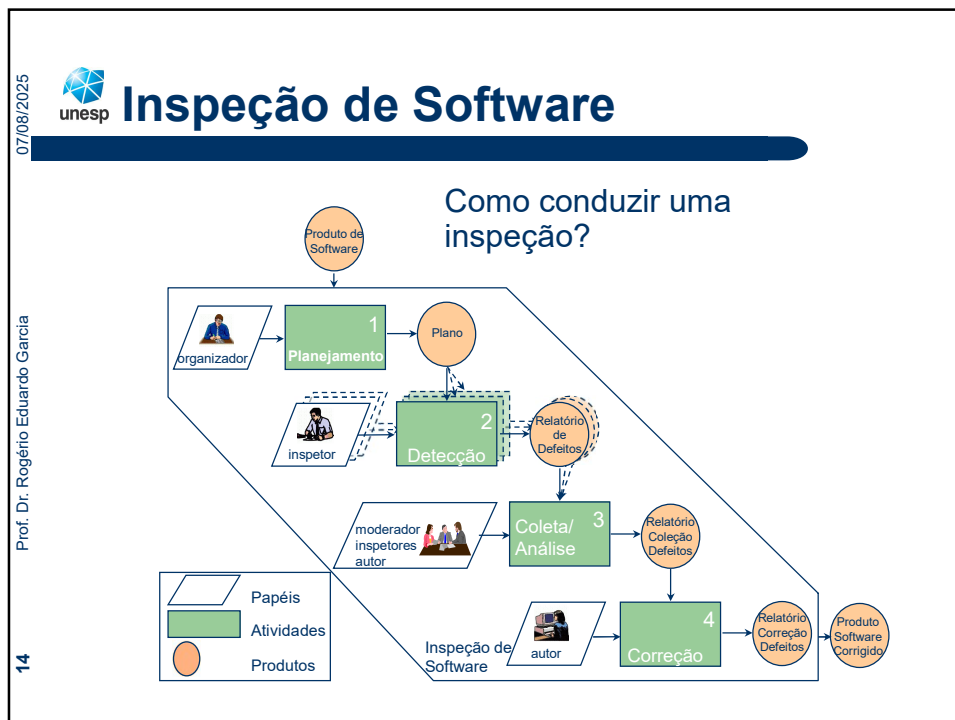 07/08/2025
unesp
Inspeção de Software
Como conduzir uma
inspeção?
Produto de
Software
organizador
1
Planejamento
Plano
inspetor
2
Detecção
Relatório
de
Defeitos
moderador
inspetores
autor
3
Coleta/
Análise
Relatório
Coleção
Defeitos
autor
4
Correção
Relatório
Correção
Defeitos
Produto
Software
Corrigido
Inspeção de
Software
Papéis
Atividades
Produtos
Prof. Dr. Rogério Eduardo Garcia
14